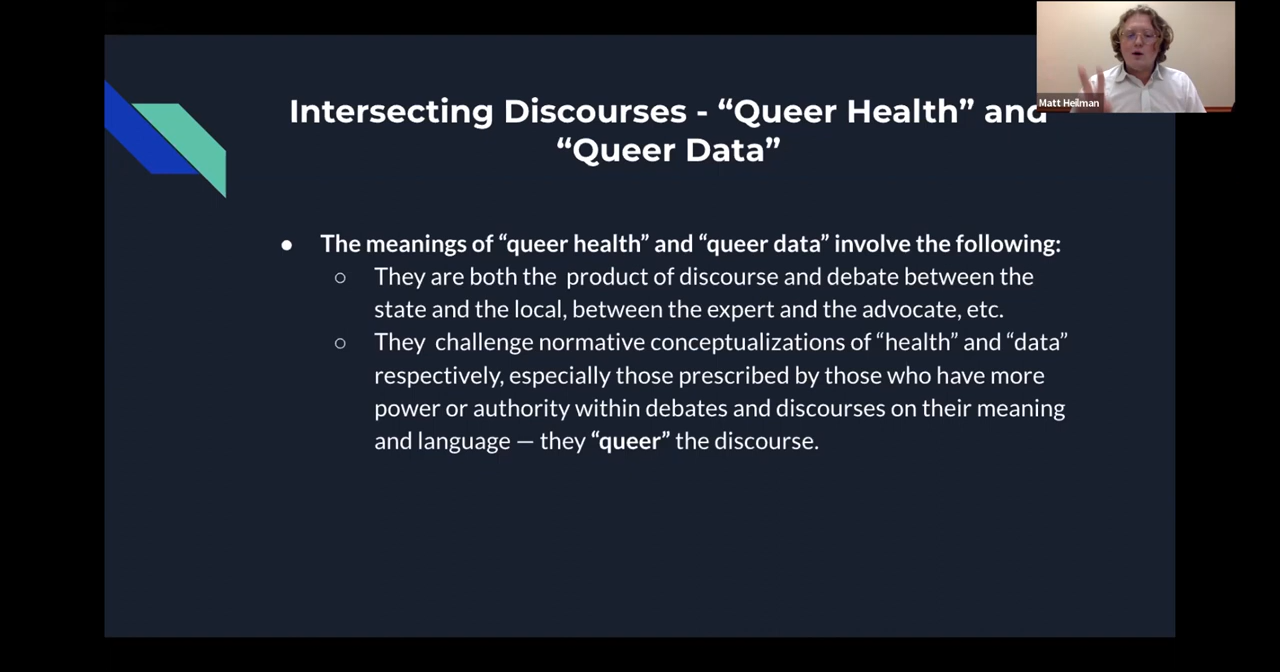 Matt Heilman
Intersecting Discourses - “Queer Health” and
“Queer Data”
● The meanings of “queer health” and “queer data” involve the following:
○ They are both the product of discourse and debate between the
state and the local, between the expert and the advocate, etc.
○ They challenge normative conceptualizations of “health” and “data”
respectively, especially those prescribed by those who have more
power or authority within debates and discourses on their meaning
and language — they “queer” the discourse.